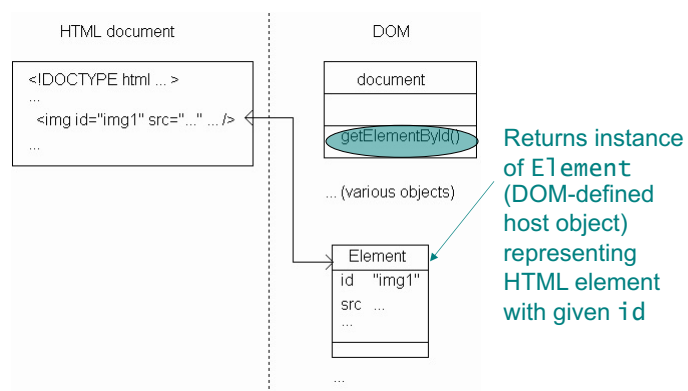 HTML document
<!DOCTYPE html ... >
...
<img id="img1" src="..." ... />
...
DOM
document
getElementById()
... (various objects)
Element
id "img1"
src ...
...
...
Returns instance
of Element
(DOM-defined
host object)
representing
HTML element
with given id